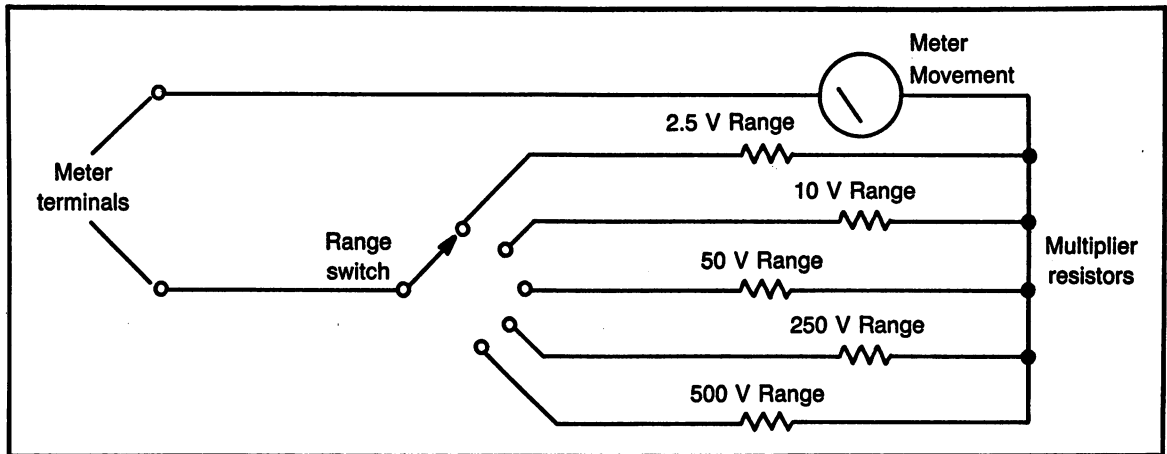 Meter
Movement
2.5 V Range
Meter
terminals
10 V Range
Range
switch
50 V Range
Multiplier
resistors
250 V Range
500 V Range